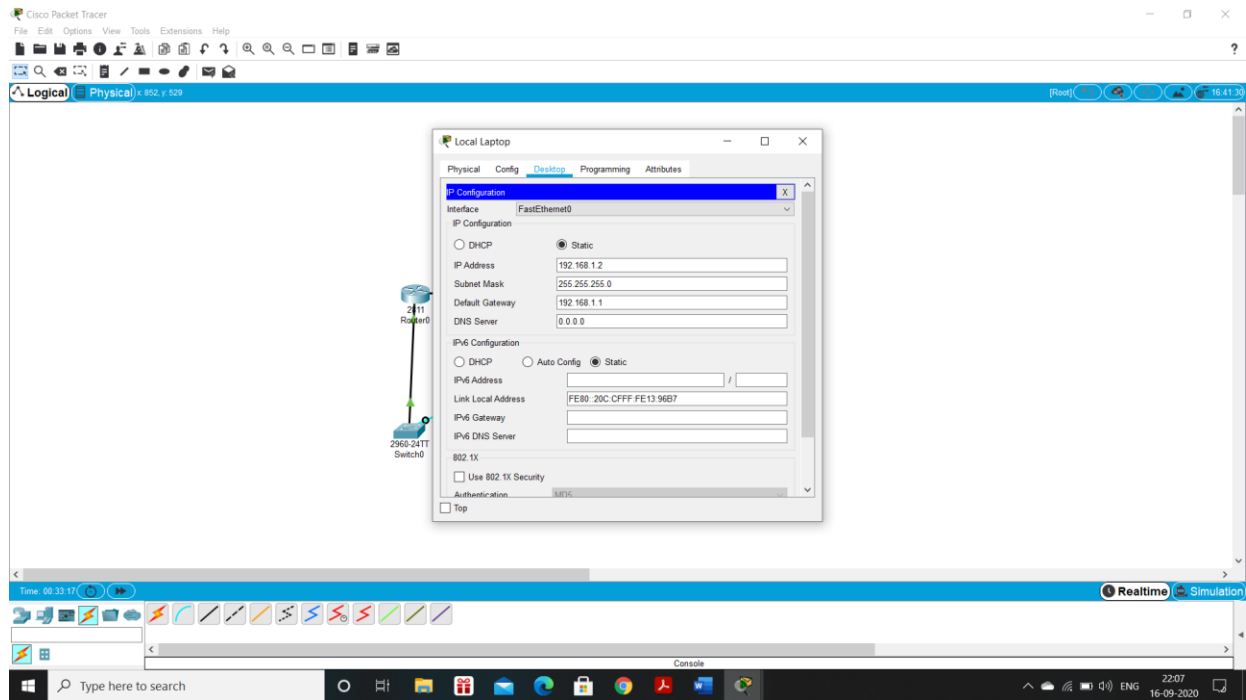 Cisco Packet Tracer
File Edit Options View Tools Extensions Help
?
Logical Physical x: 852, y: 529 [Root] 16:41:30
Local Laptop
Physical Config Desktop Programming Attributes
IP Configuration X
Interface FastEthernet0
IP Configuration
DHCP Static
IP Address 192.168.1.2
Subnet Mask 255.255.255.0
Default Gateway 192.168.1.1
DNS Server 0.0.0.0
IPv6 Configuration
DHCP Auto Config Static
IPv6 Address /
Link Local Address FE80::20C:CFFF:FE13:96B7
IPv6 Gateway
IPv6 DNS Server
802.1X
Use 802.1X Security
Authentication MD5
Top
2811
Router0
2960-24TT
Switch0
Time: 00:33:17 Realtime Simulation
Console
Type here to search
ENG 22:07
16-09-2020